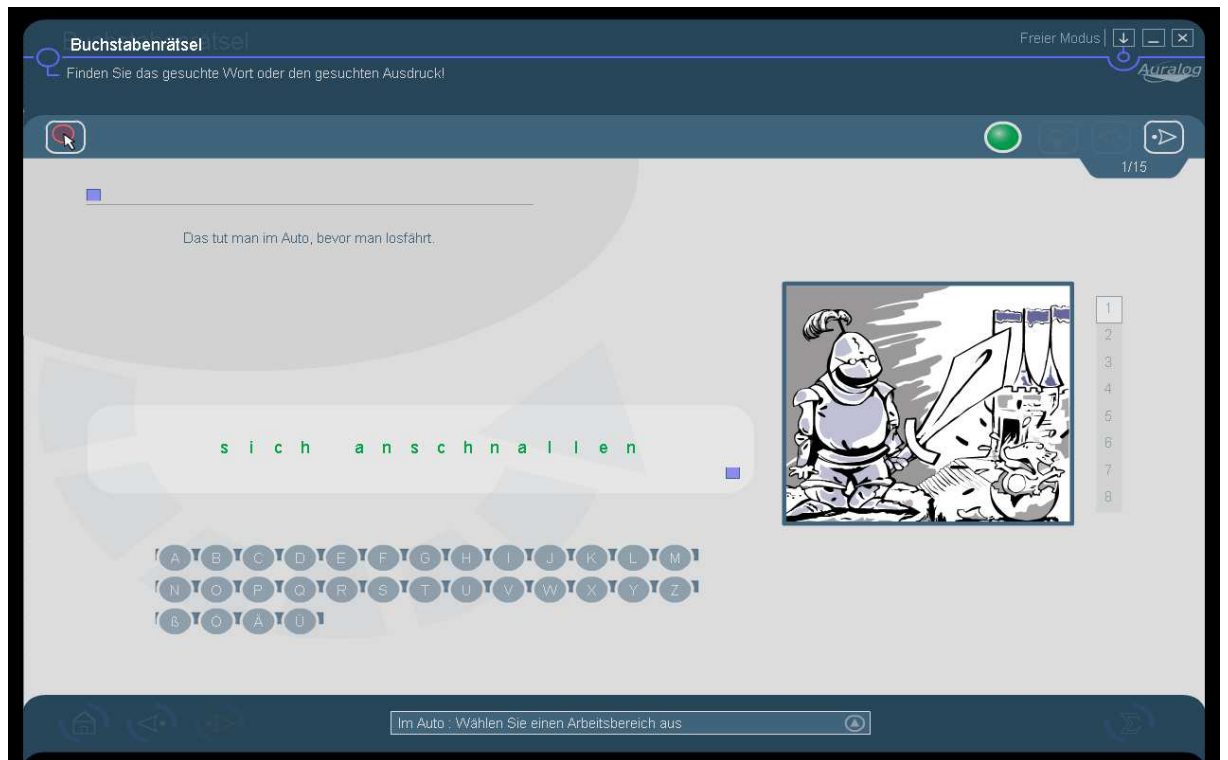 Buchstabenrätsel
Freier Modus
Finden Sie das gesuchte Wort oder den gesuchten Ausdruck!
Auralog
1/15
Das tut man im Auto, bevor man losfährt.
1
2
3
4
5
6
7
8
sich anschnallen
A B C D E F G H I J K L M
N O P Q R S T U V W X Y Z
ß Ö Ä Ü
Im Auto : Wählen Sie einen Arbeitsbereich aus